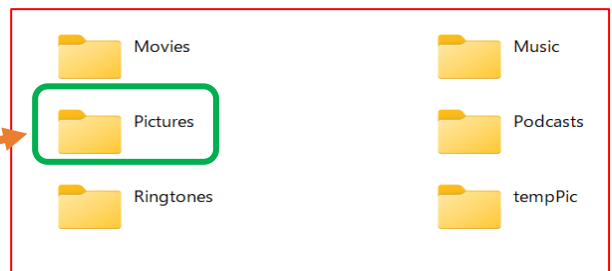 Movies
Music
Pictures
Podcasts
Ringtones
tempPic